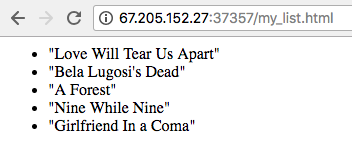 67.205.152.27:37357/my_list.html
"Love Will Tear Us Apart"
"Bela Lugosi's Dead"
"A Forest"
"Nine While Nine"
"Girlfriend In a Coma"